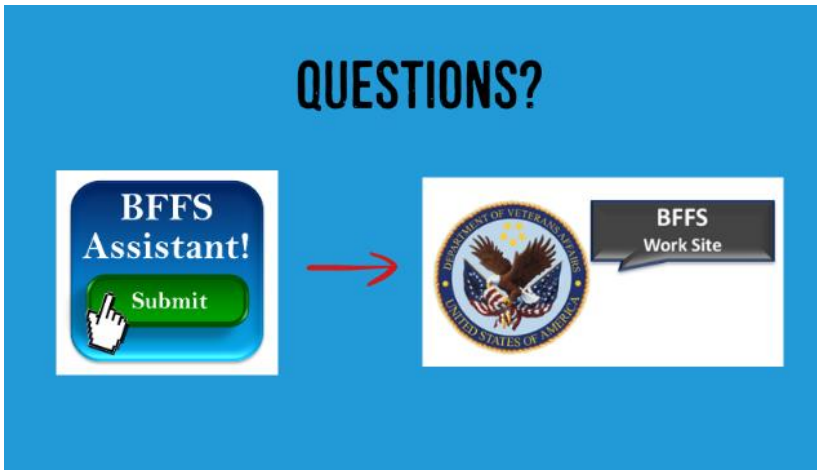 QUESTIONS?
BFFS
Assistant!
Submit
DEPARTMENT OF VETERANS AFFAIRS
UNITED STATES OF AMERICA
BFFS
Work Site